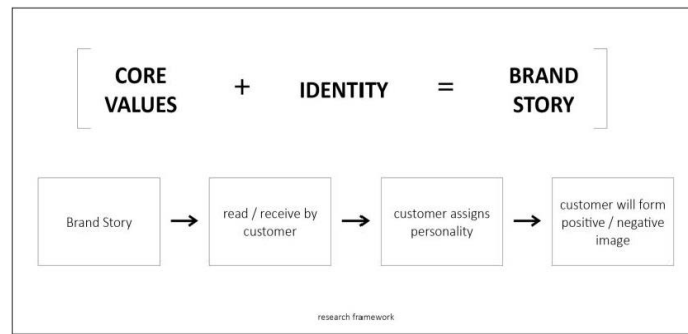 CORE
VALUES
+
IDENTITY
=
BRAND
STORY
Brand Story
read / receive by
customer
customer assigns
personality
customer will form
positive / negative
image
research framework